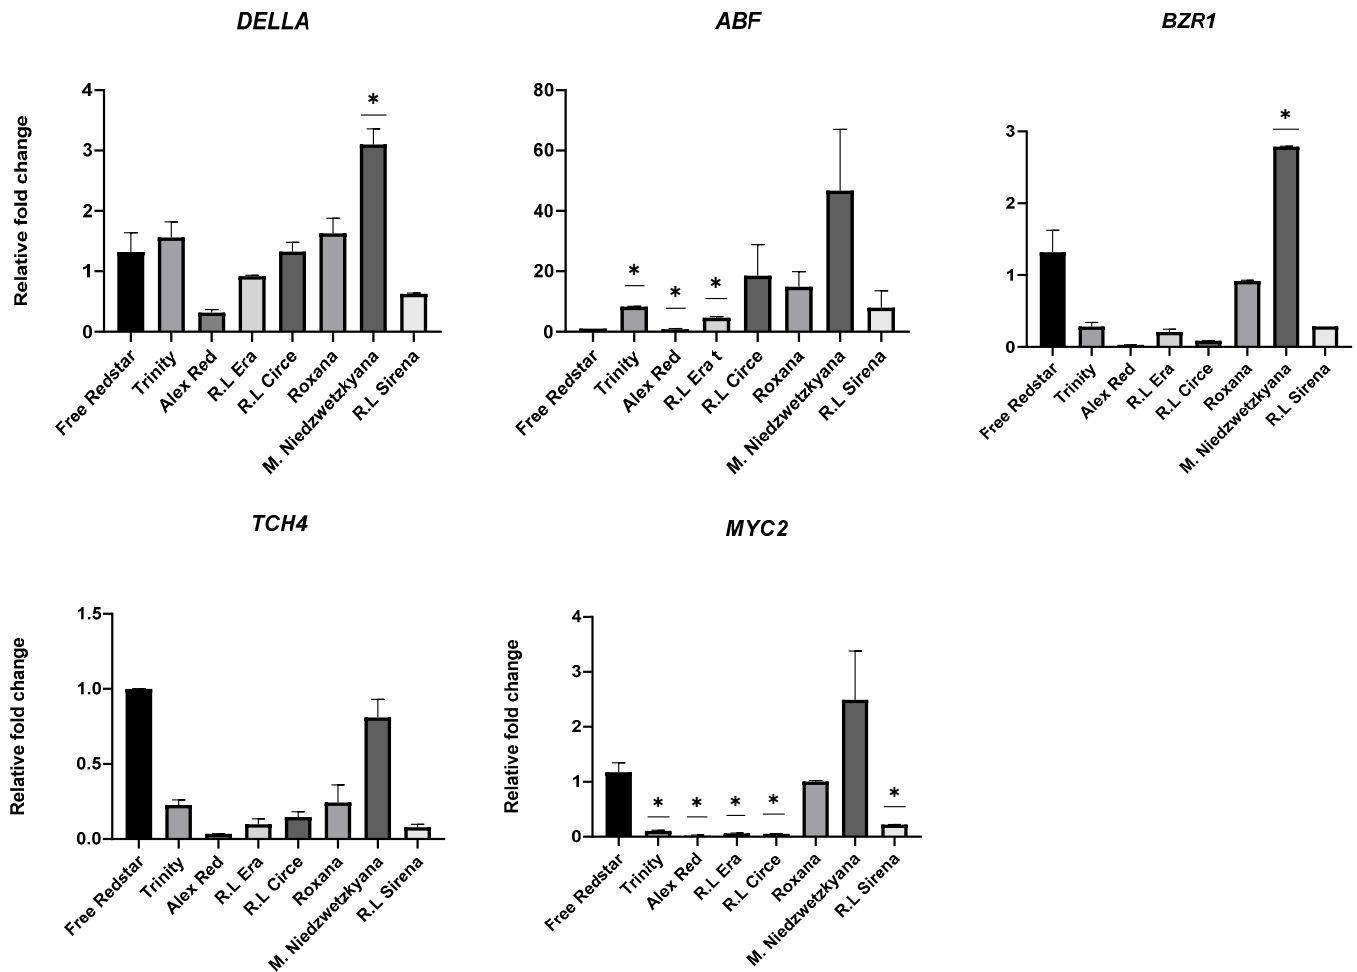 DELLA
ABF
BZR1
Relative fold change
4
3
2
1
0
*
Free Redstar
Trinity
Alex Red
R.L Era
R.L Circe
Roxana
M. Niedzwetzkyana
R.L Sirena
80
60
40
20
0
*
*
*
Free Redstar
Trinity
Alex Red
R.L Era t
R.L Circe
Roxana
M. Niedzwetzkyana
R.L Sirena
3
2
1
0
*
Free Redstar
Trinity
Alex Red
R.L Era
R.L Circe
Roxana
M. Niedzwetzkyana
R.L Sirena
TCH4
MYC2
Relative fold change
1.5
1.0
0.5
0.0
Free Redstar
Trinity
Alex Red
R.L Era
R.L Circe
Roxana
M. Niedzwetzkyana
R.L Sirena
Relative fold change
4
3
2
1
0
*
*
*
*
*
Free Redstar
Trinity
Alex Red
R.L Era
R.L Circe
Roxana
M. Niedzwetzkyana
R.L Sirena